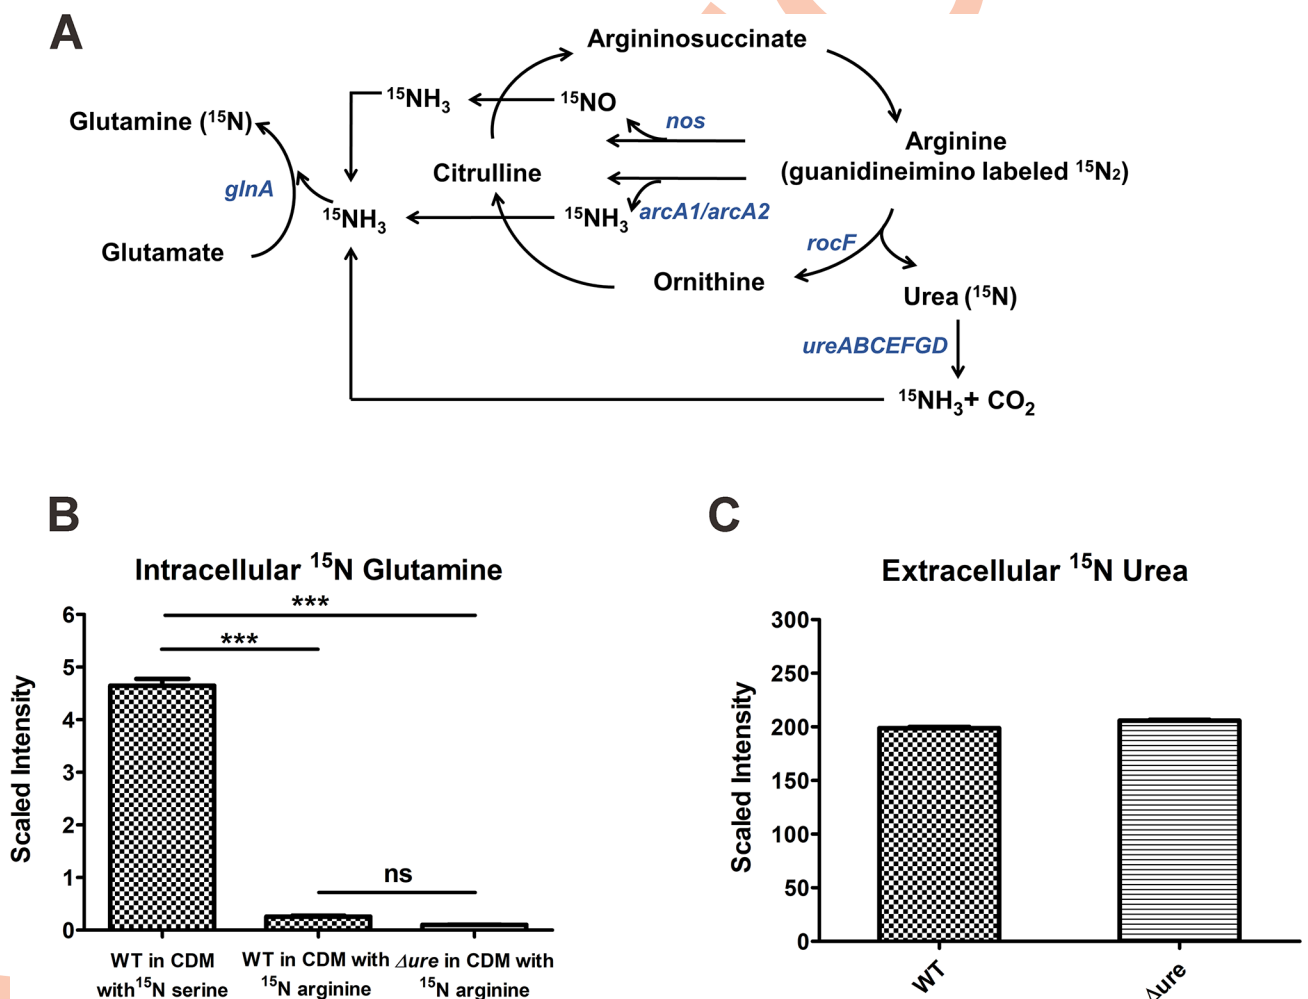 A
Argininosuccinate
¹⁵NH₃
¹⁵NO
Glutamine (¹⁵N)
nos
Arginine
(guanidineimino labeled ¹⁵N₂)
Citrulline
glnA
¹⁵NH₃
¹⁵NH₃
arcA1/arcA2
rocF
Glutamate
Ornithine
Urea (¹⁵N)
ureABCEFGD
¹⁵NH₃+ CO₂
B
Intracellular ¹⁵N Glutamine
Scaled Intensity
6
5
4
3
2
1
0
***
***
ns
WT in CDM
with¹⁵N serine
WT in CDM with
¹⁵N arginine
Δure in CDM with
¹⁵N arginine
C
Extracellular ¹⁵N Urea
Scaled Intensity
300
250
200
150
100
50
0
WT
Δure